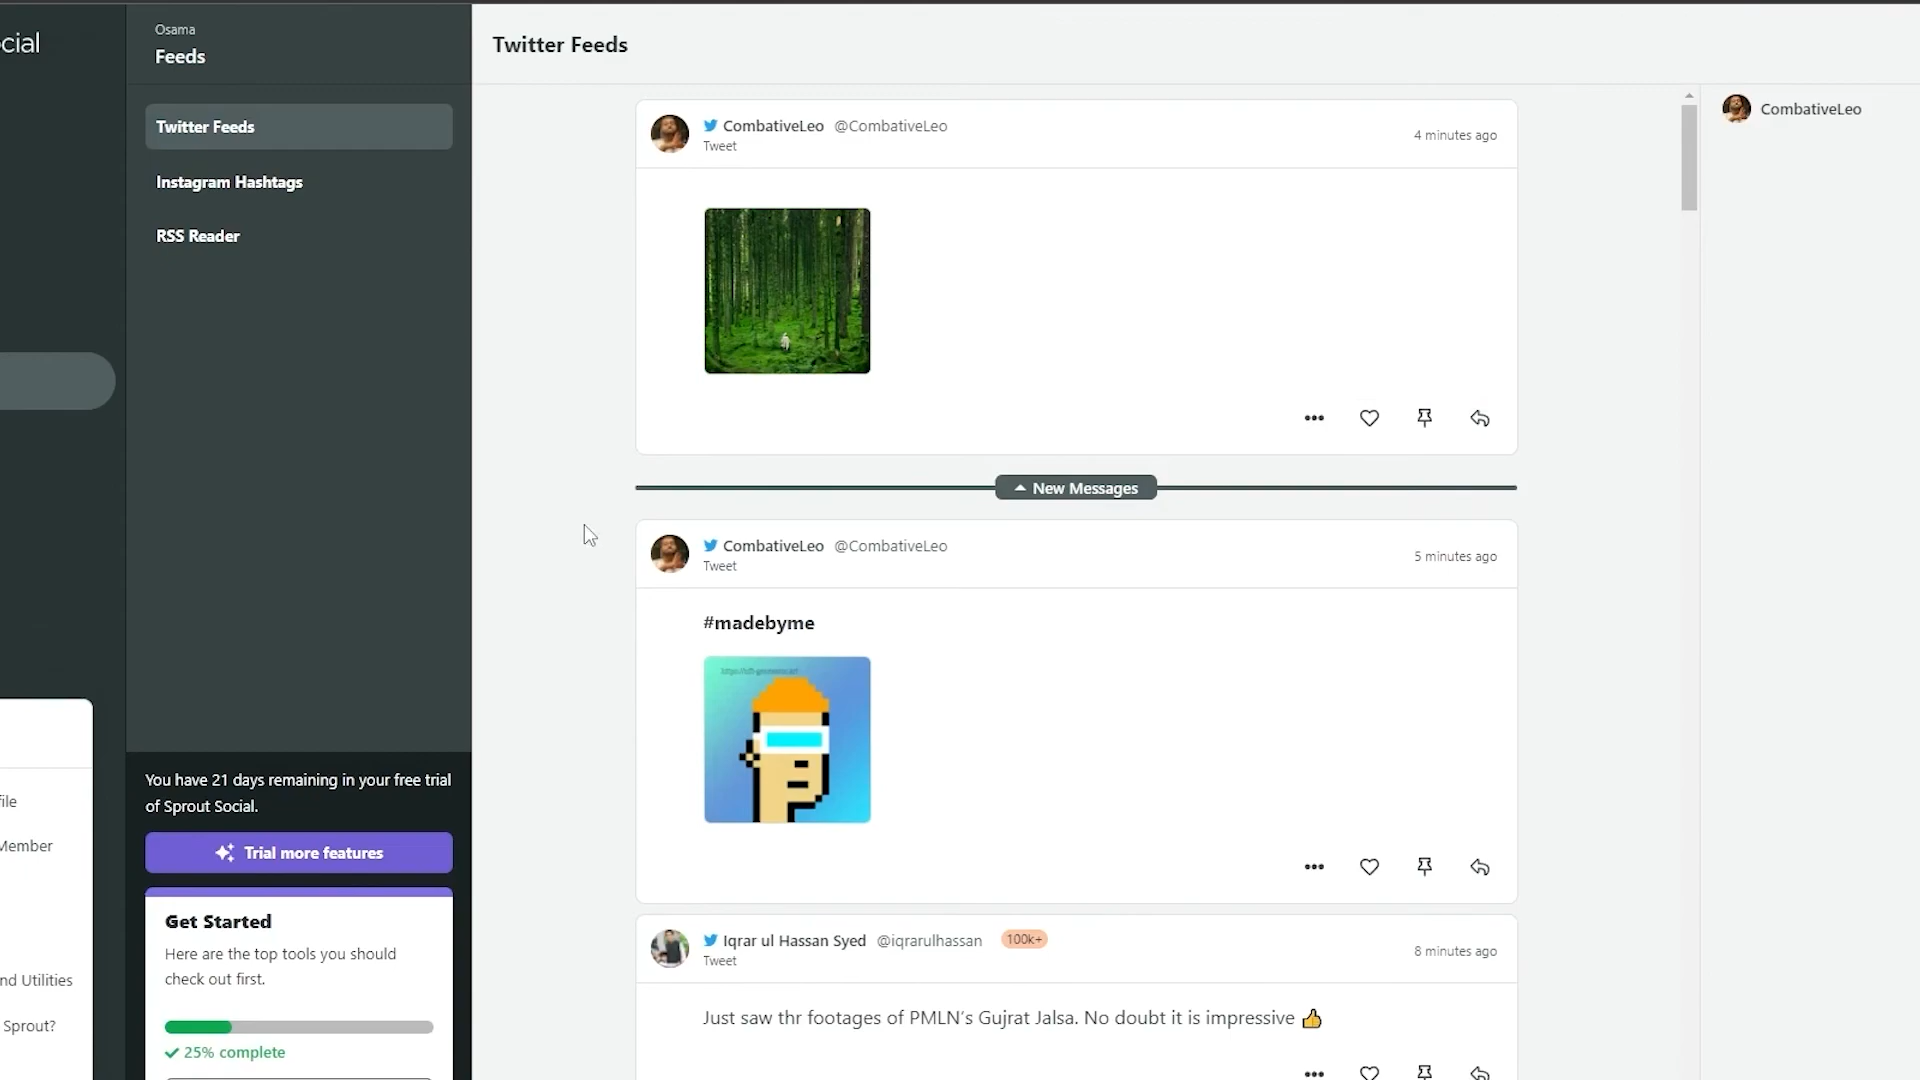 cial
Osama
Feeds
Twitter Feeds
Instagram Hashtags
RSS Reader
You have 21 days remaining in your free trial
of Sprout Social.
Trial more features
Get Started
Here are the top tools you should
check out first.
25% complete
file
Member
nd Utilities
Sprout?
Twitter Feeds
CombativeLeo @CombativeLeo
Tweet
4 minutes ago
New Messages
CombativeLeo @CombativeLeo
Tweet
5 minutes ago
#madebyme
Iqrar ul Hassan Syed @iqrarulhassan 100k+
Tweet
8 minutes ago
Just saw thr footages of PMLN's Gujrat Jalsa. No doubt it is impressive 👍
CombativeLeo